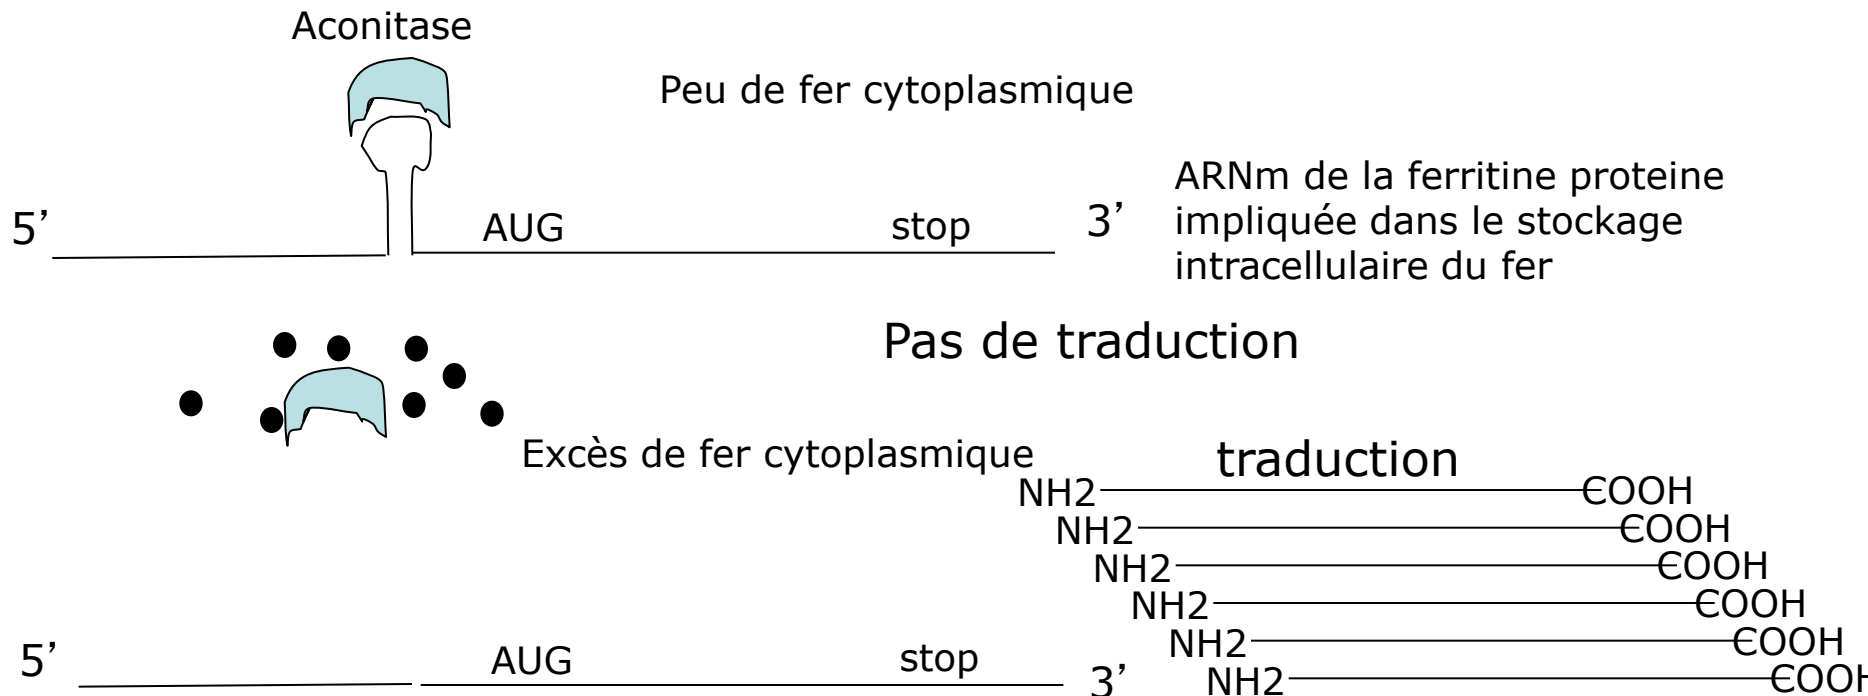 Aconitase
Peu de fer cytoplasmique
5’
AUG
stop
3’
ARNm de la ferritine proteine
impliquée dans le stockage
intracellulaire du fer
Pas de traduction
Excès de fer cytoplasmique
traduction
NH2 COOH
NH2 COOH
NH2 COOH
NH2 COOH
NH2 COOH
NH2 COOH
5’
AUG
stop
3’